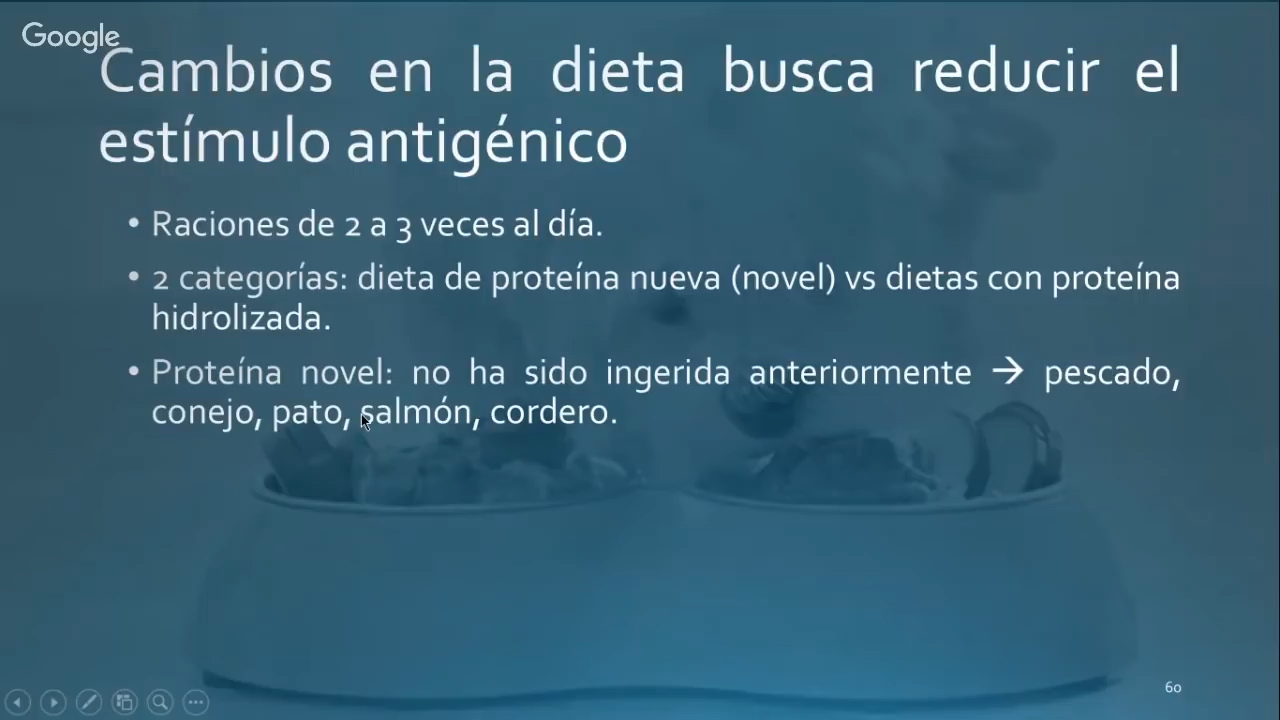 Google
Cambios en la dieta busca reducir el
estímulo antigénico
• Raciones de 2 a 3 veces al día.
• 2 categorías: dieta de proteína nueva (novel) vs dietas con proteína
hidrolizada.
• Proteína novel: no ha sido ingerida anteriormente → pescado,
conejo, pato, salmón, cordero.
60